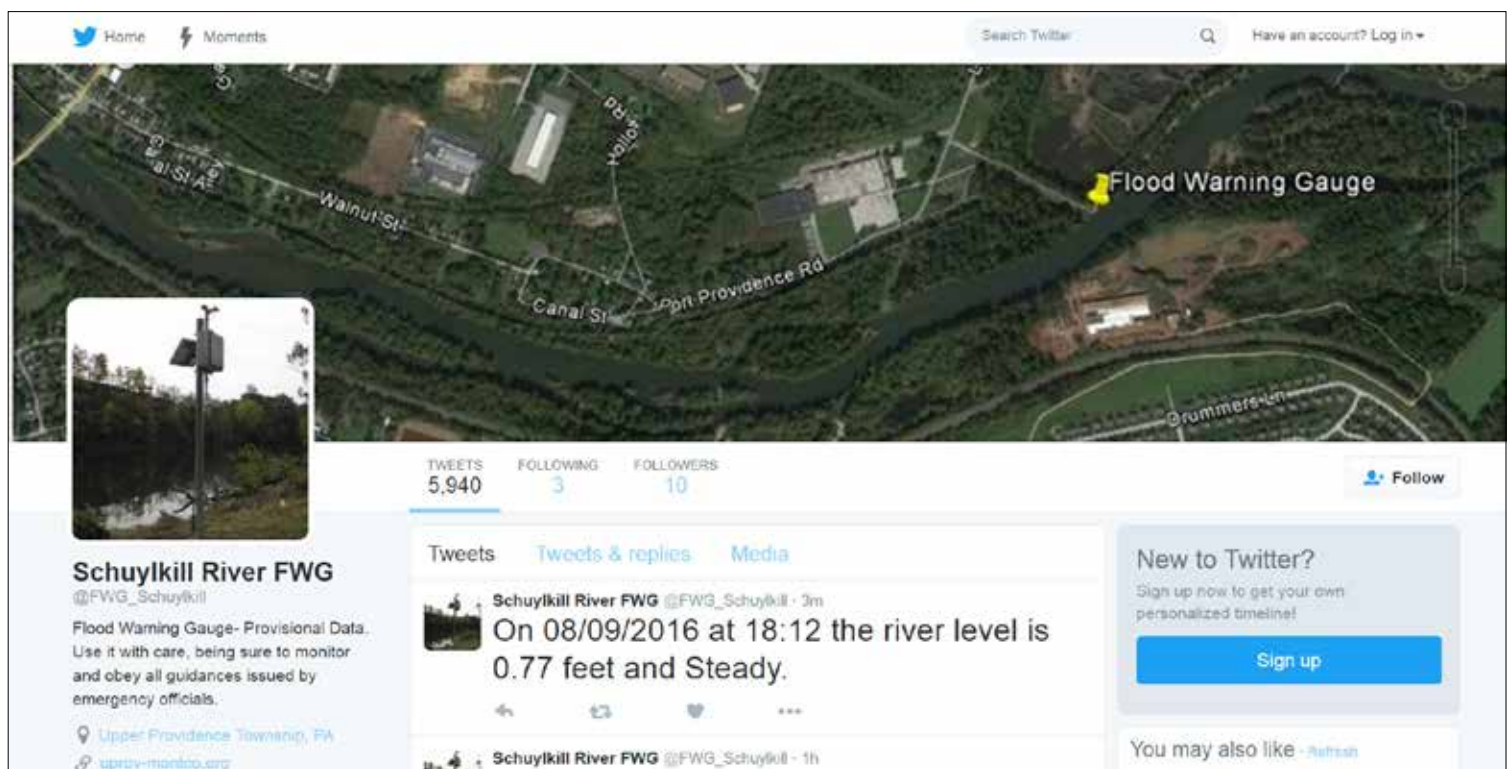 Home
Moments
Search Twitter
Have an account? Log in
Walnut St
Canal St
Port Providence Rd
Flood Warning Gauge
Drummers Ln
TWEETS
5,940
FOLLOWING
3
FOLLOWERS
10
Follow
Schuylkill River FWG
@FWG_Schuylkill
Flood Warning Gauge- Provisional Data.
Use it with care, being sure to monitor
and obey all guidances issued by
emergency officials.
Upper Providence Township, PA
uprov-montco.org
Tweets Tweets & replies Media
Schuylkill River FWG @FWG_Schuylkill · 3m
On 08/09/2016 at 18:12 the river level is
0.77 feet and Steady.
Schuylkill River FWG @FWG_Schuylkill · 1h
New to Twitter?
Sign up now to get your own
personalized timeline!
Sign up
You may also like · Refresh